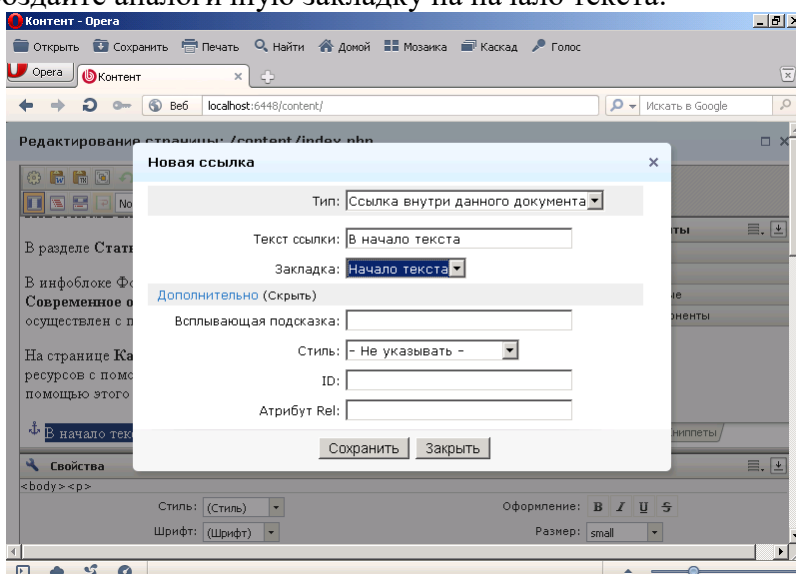 создайте аналогичную закладку на начало текста.
Контент - Opera
Открыть Сохранить Печать Найти Домой Мозаика Каскад Голос
Opera Контент
Веб localhost:6448/content/ Искать в Google
Редактирование страницы: /content/index.php
Новая ссылка
Тип: Ссылка внутри данного документа
No
Текст ссылки: В начало текста
В разделе Стат
Закладка: Начало текста
В инфоблоке Ф
Дополнительно (Скрыть)
Современное о
осуществлен с п
Всплывающая подсказка:
Стиль: - Не указывать -
На странице Ка
ресурсов с помо
ID:
помощью этого
Атрибут Rel:
В начало тек
Сохранить Закрыть
сниппеты
Свойства
<body><p>
Стиль: (Стиль) Оформление: B I U S
Шрифт: (Шрифт) Размер: small